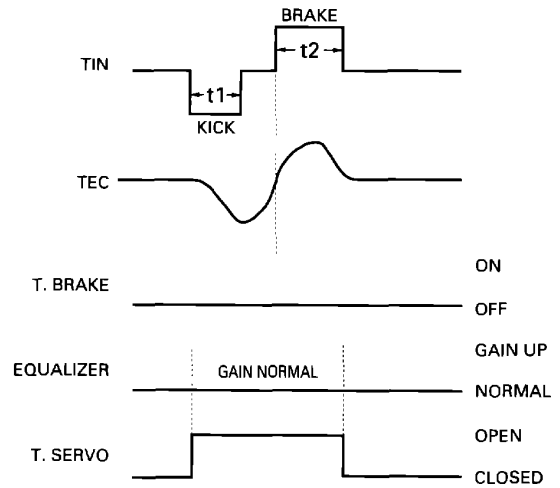 BRAKE
TIN
t2
t1
KICK
TEC
ON
T. BRAKE
OFF
GAIN UP
EQUALIZER
GAIN NORMAL
NORMAL
OPEN
T. SERVO
CLOSED